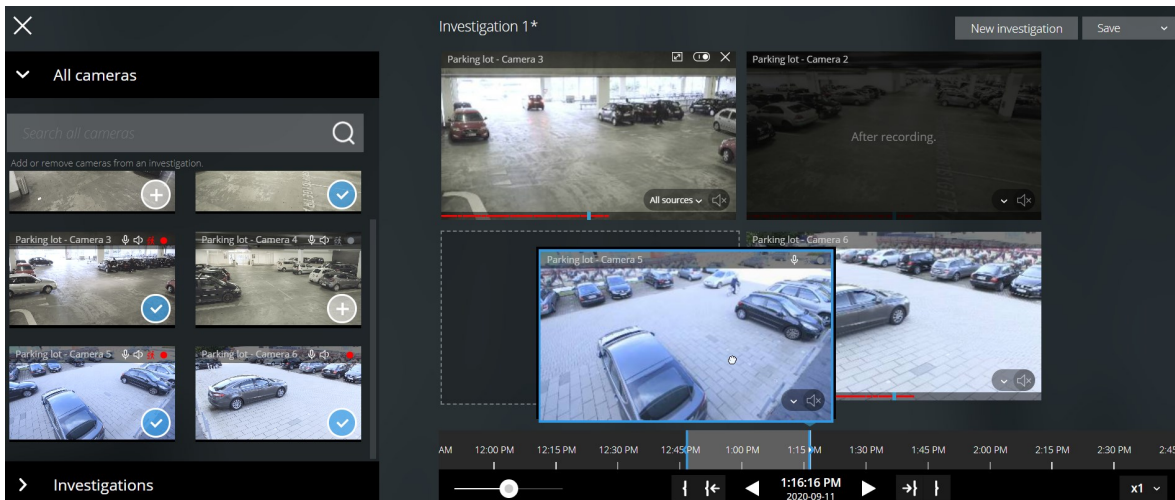 Investigation 1*
New investigation
Save
All cameras
Search all cameras
Add or remove cameras from an investigation.
Parking lot - Camera 3
Parking lot - Camera 4
Parking lot - Camera 5
Parking lot - Camera 6
Investigations
Parking lot - Camera 3
All sources
Parking lot - Camera 2
After recording.
Parking lot - Camera 5
Parking lot - Camera 6
AM 12:00 PM 12:15 PM 12:30 PM 12:45 PM 1:00 PM 1:15 PM 1:30 PM 1:45 PM 2:00 PM 2:15 PM 2:30 PM 2:45
1:16:16 PM
2020-09-11
x1